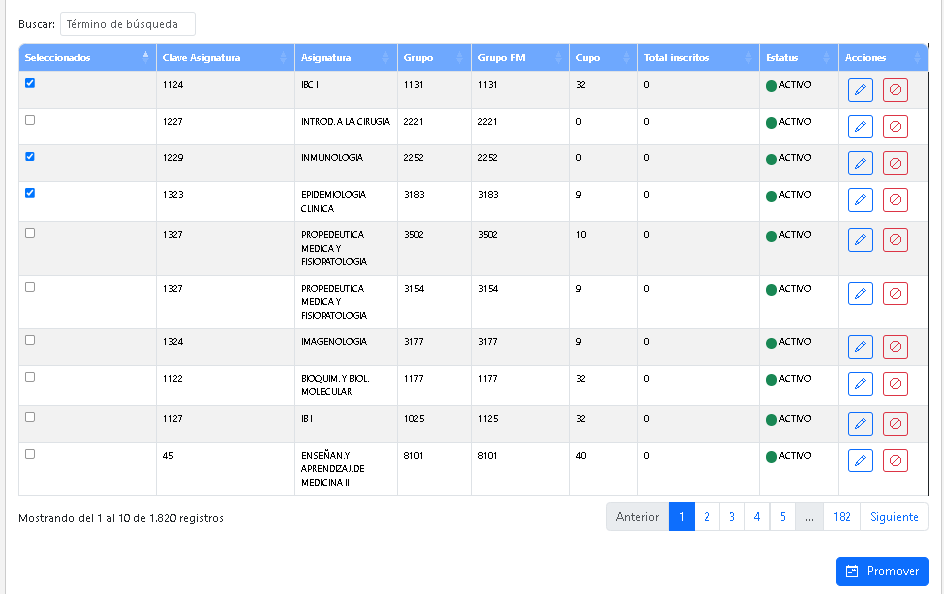 Buscar: Término de búsqueda
Seleccionados Clave Asignatura Asignatura Grupo Grupo FM Cupo Total inscritos Estatus Acciones
1124 IBC I 1131 1131 32 0 ACTIVO
1227 INTROD. A LA CIRUGIA 2221 2221 0 0 ACTIVO
1229 INMUNOLOGIA 2252 2252 0 0 ACTIVO
1323 EPIDEMIOLOGIA 3183 3183 9 0 ACTIVO
CLINICA
1327 PROPEDEUTICA 3502 3502 10 0 ACTIVO
MEDICA Y
FISIOPATOLOGIA
1327 PROPEDEUTICA 3154 3154 9 0 ACTIVO
MEDICA Y
FISIOPATOLOGIA
1324 IMAGENOLOGIA 3177 3177 9 0 ACTIVO
1122 BIOQUIM. Y BIOL. 1177 1177 32 0 ACTIVO
MOLECULAR
1127 IB I 1025 1125 32 0 ACTIVO
45 ENSEÑAN.Y 8101 8101 40 0 ACTIVO
APRENDIZAJ.DE
MEDICINA II
Mostrando del 1 al 10 de 1.820 registros Anterior 1 2 3 4 5 ... 182 Siguiente
Promover